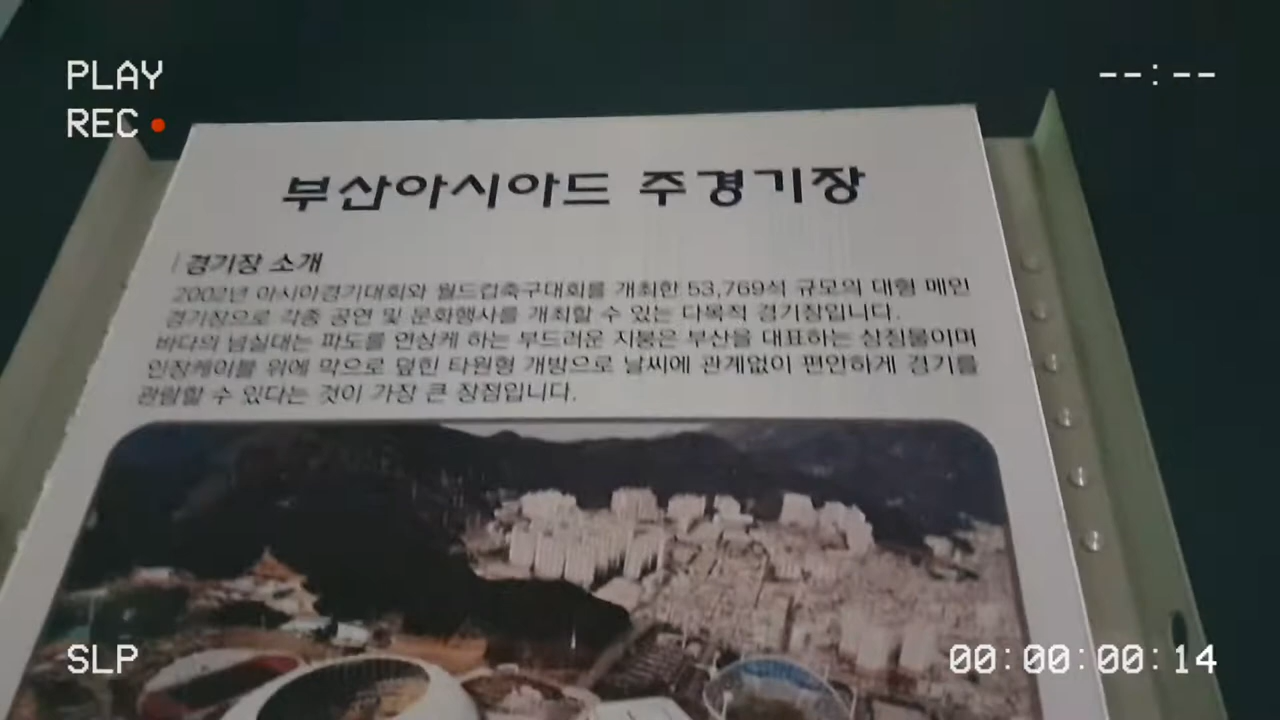 PLAY
--:--
REC
부산아시아드 주경기장
경기장 소개
2002년 아시아경기대회와 월드컵축구대회를 개최한 53,769석 규모의 대형 메인
경기장으로 각종 공연 및 문화행사를 개최할 수 있는 다목적 경기장입니다.
바다의 넘실대는 파도를 연상케 하는 부드러운 지붕은 부산을 대표하는 상징물이며
인장케이블 위에 막으로 덮힌 타원형 개방으로 날씨에 관계없이 편안하게 경기를
관람할 수 있다는 것이 가장 큰 장점입니다.
SLP
00:00:00:14